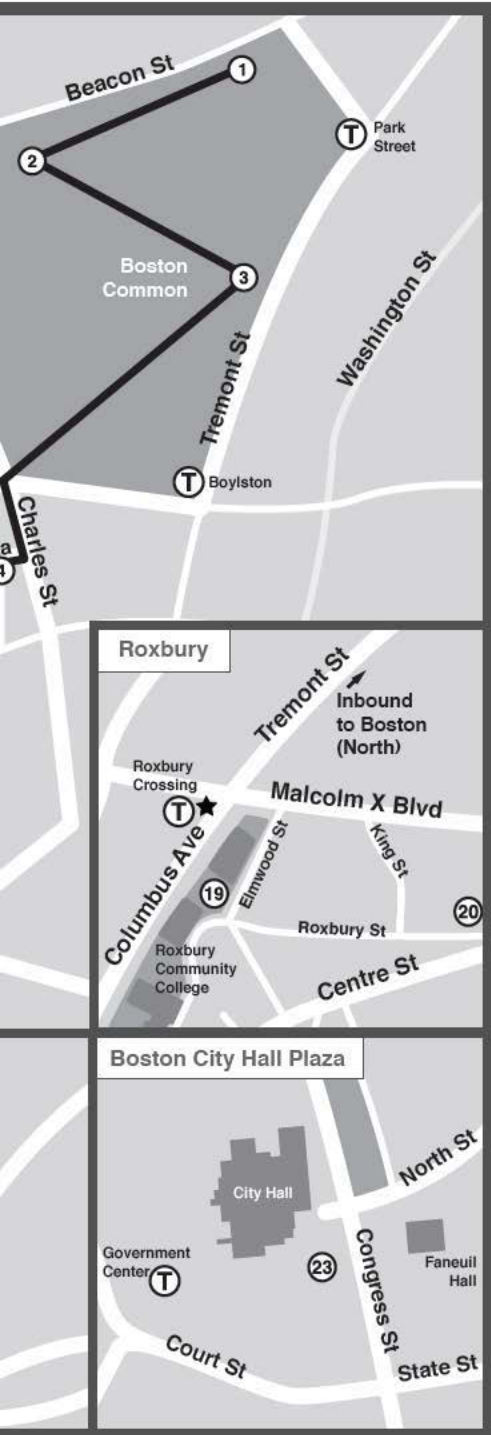 Beacon St
1
T
Park
Street
2
Boston
Common
3
Washington St
Tremont St
T
Boylston
a
4
Charles St
Roxbury
Tremont St
Inbound
to Boston
(North)
Roxbury
Crossing
T
Malcolm X Blvd
Columbus Ave
Elmwood St
King St
19
20
Roxbury St
Roxbury
Community
College
Centre St
Boston City Hall Plaza
City Hall
North St
Government
Center
T
23
Congress St
Faneuil
Hall
Court St
State St